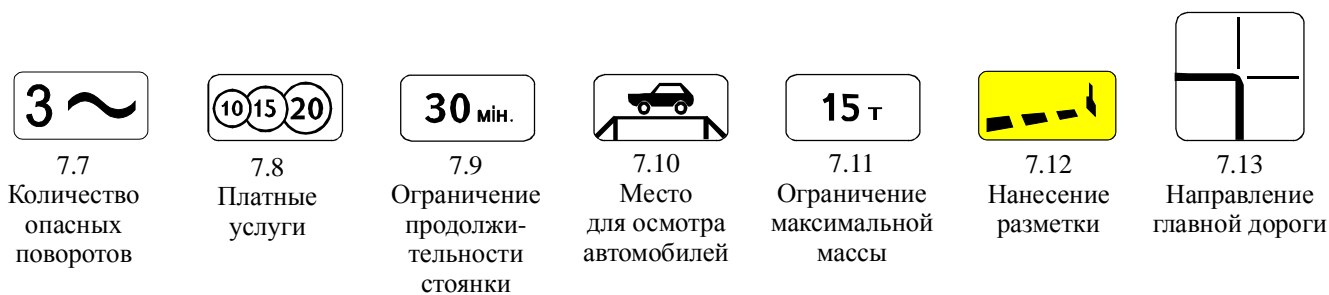 3
10 15 20
30 мін.
15 т
7.7
Количество
опасных
поворотов
7.8
Платные
услуги
7.9
Ограничение
продолжи-
тельности
стоянки
7.10
Место
для осмотра
автомобилей
7.11
Ограничение
максимальной
массы
7.12
Нанесение
разметки
7.13
Направление
главной дороги